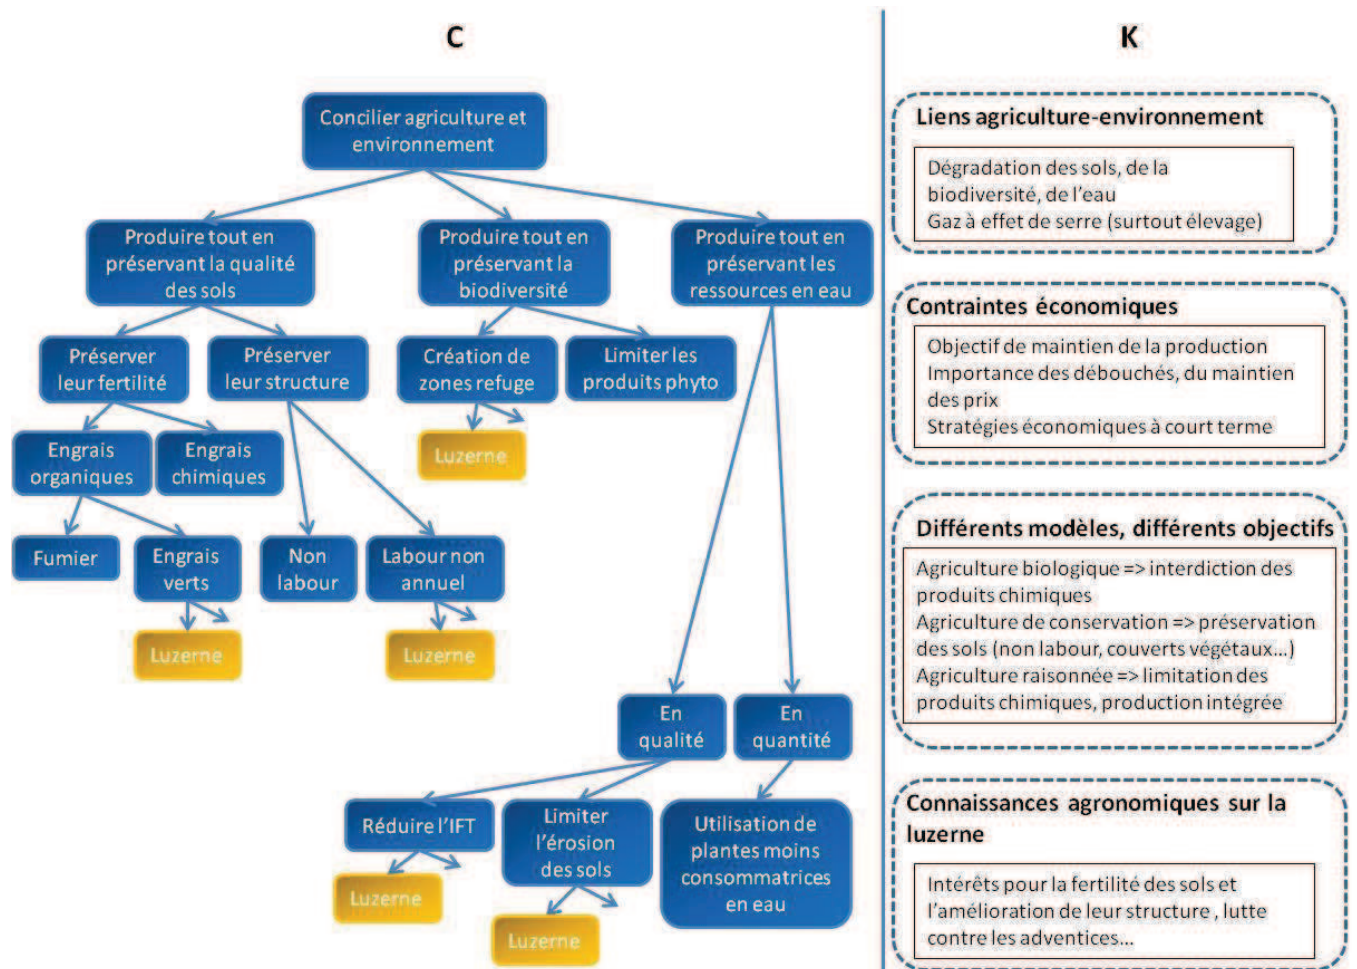 C
Concilier agriculture et
environnement
Produire tout en
préservant la qualité
des sols
Produire tout en
préservant la
biodiversité
Produire tout en
préservant les
ressources en eau
Préserver
leur fertilité
Préserver
leur structure
Création de
zones refuge
Limiter les
produits phyto
Engrais
organiques
Engrais
chimiques
Luzerne
Fumier
Engrais
verts
Non
labour
Labour non
annuel
Luzerne
Luzerne
En
qualité
En
quantité
Réduire l'IFT
Limiter
l'érosion
des sols
Utilisation de
plantes moins
consommatrices
en eau
Luzerne
Luzerne
K
Liens agriculture-environnement
Dégradation des sols, de la
biodiversité, de l'eau
Gaz à effet de serre (surtout élevage)
Contraintes économiques
Objectif de maintien de la production
Importance des débouchés, du maintien
des prix
Stratégies économiques à court terme
Différents modèles, différents objectifs
Agriculture biologique => interdiction des
produits chimiques
Agriculture de conservation => préservation
des sols (non labour, couverts végétaux...)
Agriculture raisonnée => limitation des
produits chimiques, production intégrée
Connaissances agronomiques sur la
luzerne
Intérêts pour la fertilité des sols et
l'amélioration de leur structure , lutte
contre les adventices...